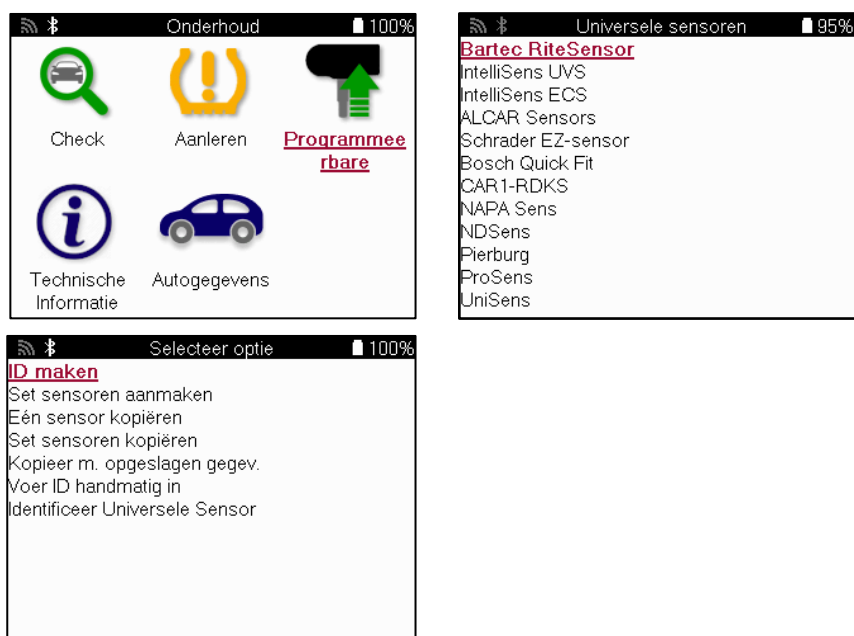 Onderhoud 100%
Check
Aanleren
Programmee
rbare
Technische
Informatie
Autogegevens
Universele sensoren 95%
Bartec RiteSensor
IntelliSens UVS
IntelliSens ECS
ALCAR Sensors
Schrader EZ-sensor
Bosch Quick Fit
CAR1-RDKS
NAPA Sens
NDSens
Pierburg
ProSens
UniSens
Selecteer optie 100%
ID maken
Set sensoren aanmaken
Eén sensor kopiëren
Set sensoren kopiëren
Kopieer m. opgeslagen gegev.
Voer ID handmatig in
Identificeer Universele Sensor